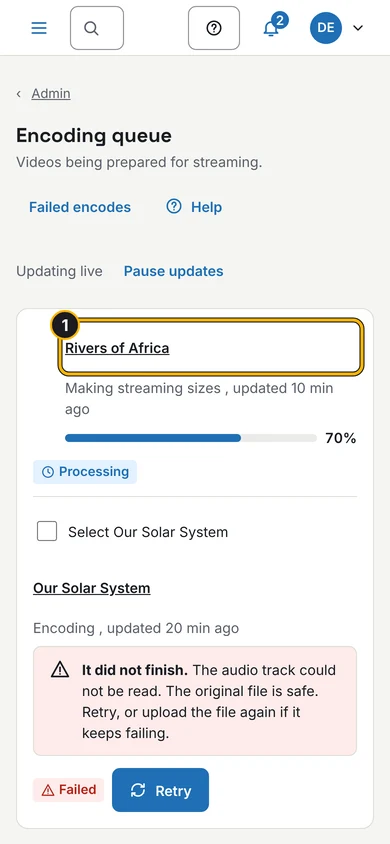 2
DE
‹ Admin
Encoding queue
Videos being prepared for streaming.
Failed encodes
Help
Updating live
Pause updates
1
Rivers of Africa
Making streaming sizes , updated 10 min
ago
70%
Processing
Select Our Solar System
Our Solar System
Encoding , updated 20 min ago
It did not finish. The audio track could
not be read. The original file is safe.
Retry, or upload the file again if it
keeps failing.
Failed
Retry